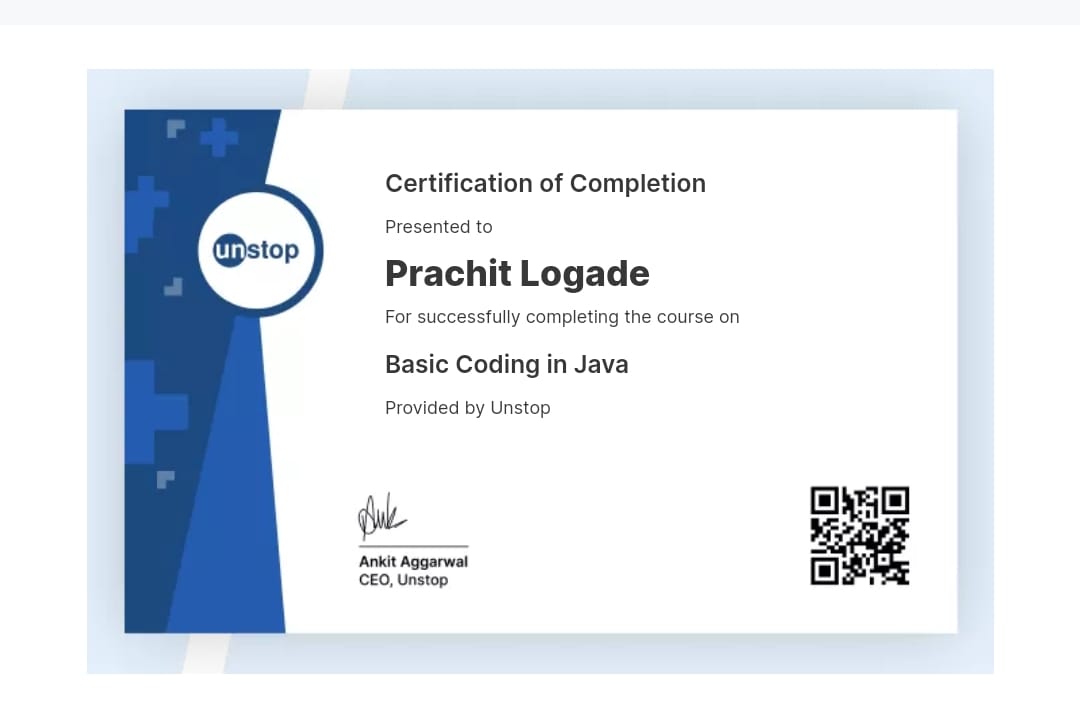 unstop
Certification of Completion
Presented to
Prachit Logade
For successfully completing the course on
Basic Coding in Java
Provided by Unstop
Ankit Aggarwal
CEO, Unstop